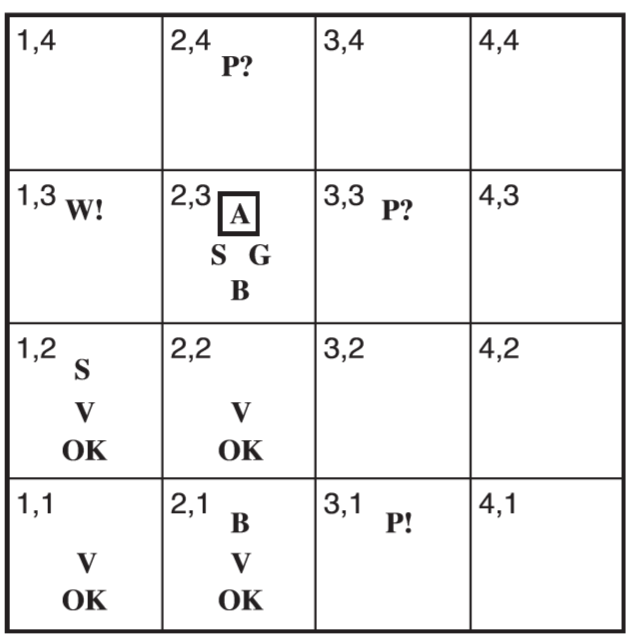 1,4
P?
2,4
3,4
4,4
1,3 W!
2,3 A
S G
B
3,3 P?
4,3
1,2
S
V
OK
2,2
V
OK
3,2
4,2
1,1
V
OK
2,1
B
V
OK
3,1 P!
4,1